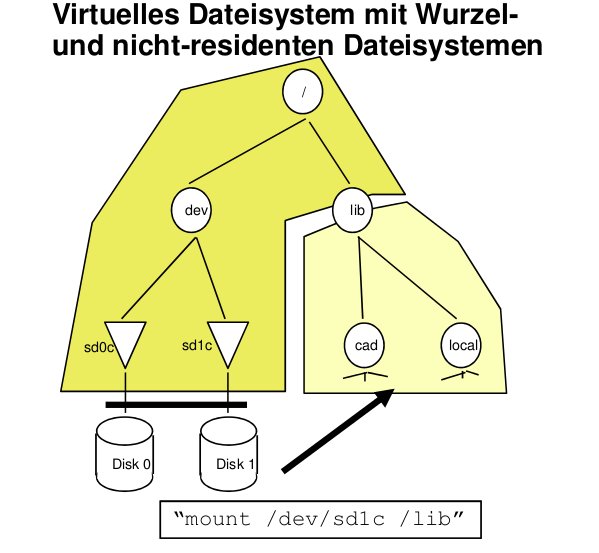 Virtuelles Dateisystem mit Wurzel-
und nicht-residenten Dateisystemen
/
dev
lib
sd0c
sd1c
cad
local
Disk 0
Disk 1
“mount /dev/sd1c /lib”